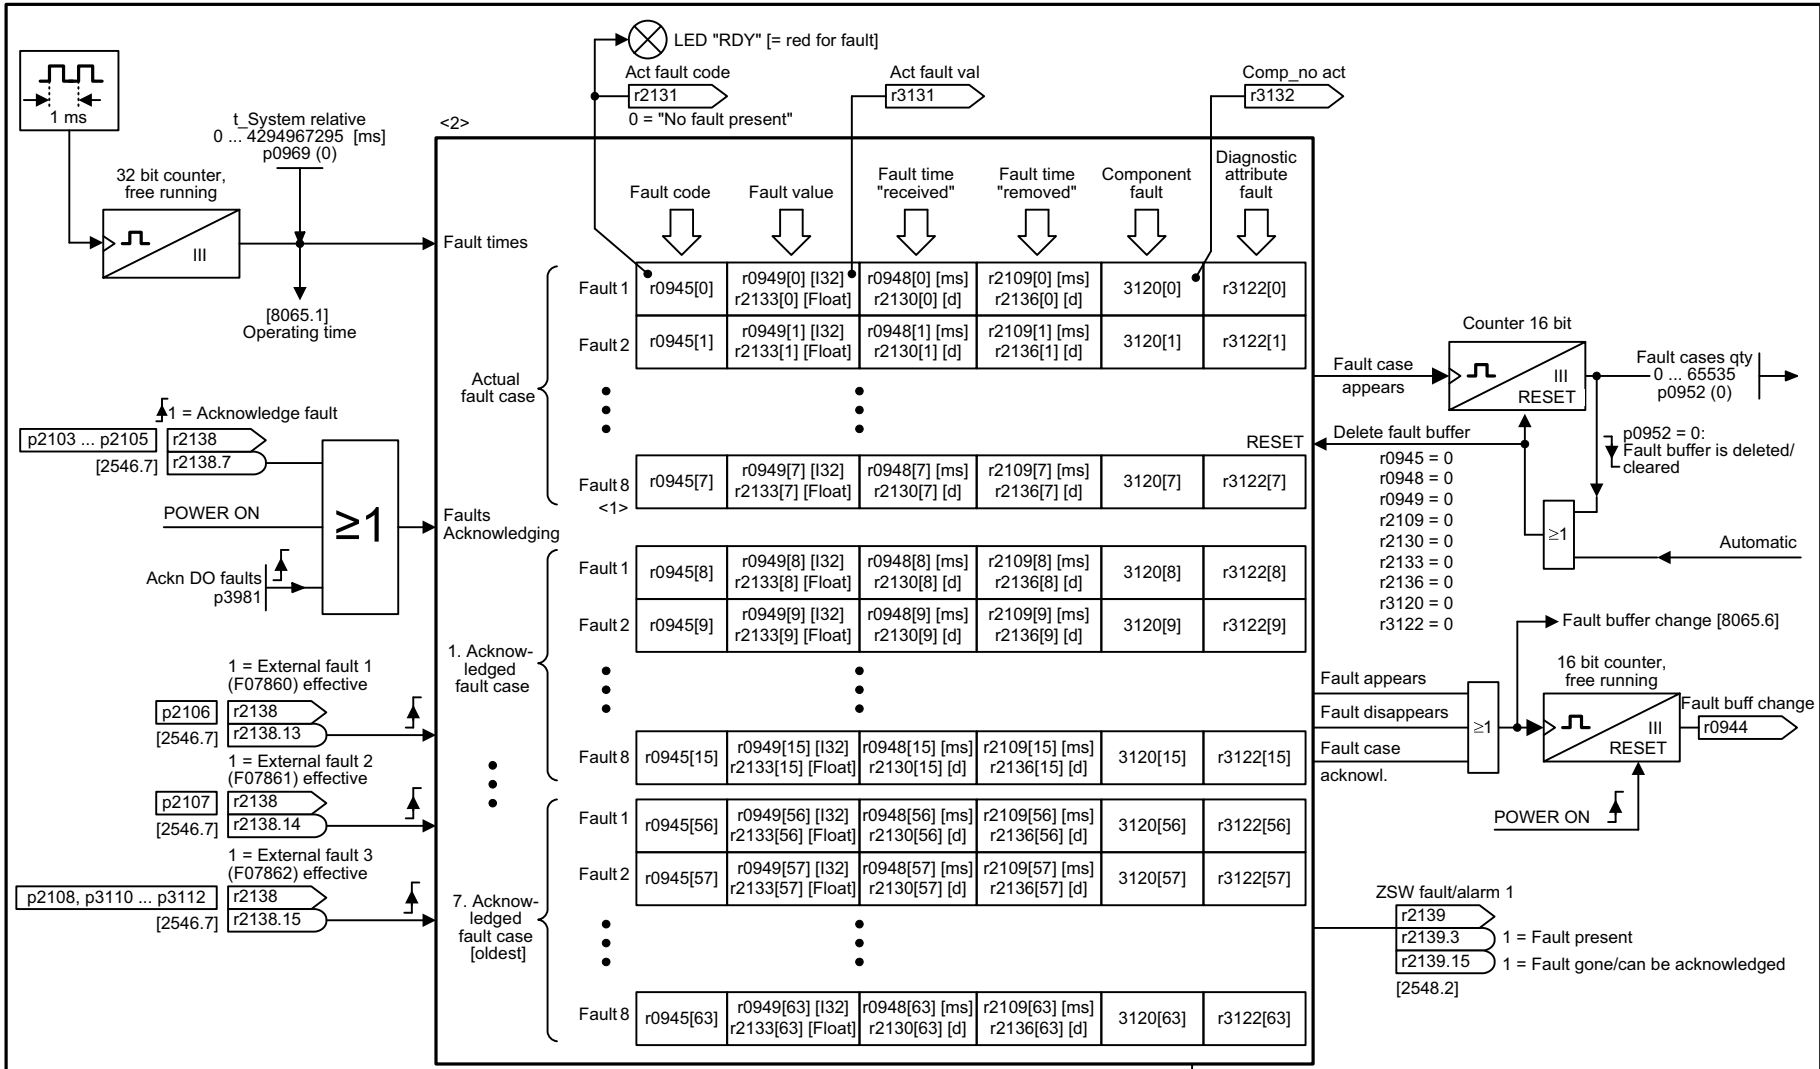 LED "RDY" [= red for fault]
Act fault code
r2131
0 = "No fault present"
Act fault val
r3131
Comp_no act
r3132
1 ms
t_System relative
0 ... 4294967295 [ms]
p0969 (0)
32 bit counter,
free running
III
[8065.1]
Operating time
<2>
Fault times
Fault code
Fault value
Fault time
"received"
Fault time
"removed"
Component
fault
Diagnostic
attribute
fault
Actual
fault case
Fault 1
r0945[0]
r0949[0] [I32]
r2133[0] [Float]
r0948[0] [ms]
r2130[0] [d]
r2109[0] [ms]
r2136[0] [d]
3120[0]
r3122[0]
Fault 2
r0945[1]
r0949[1] [I32]
r2133[1] [Float]
r0948[1] [ms]
r2130[1] [d]
r2109[1] [ms]
r2136[1] [d]
3120[1]
r3122[1]
Fault 8
<1>
r0945[7]
r0949[7] [I32]
r2133[7] [Float]
r0948[7] [ms]
r2130[7] [d]
r2109[7] [ms]
r2136[7] [d]
3120[7]
r3122[7]
1 = Acknowledge fault
p2103 ... p2105
r2138
[2546.7]
r2138.7
POWER ON
≥1
Ackn DO faults
p3981
Faults
Acknowledging
1. Acknow-
ledged
fault case
Fault 1
r0945[8]
r0949[8] [I32]
r2133[8] [Float]
r0948[8] [ms]
r2130[8] [d]
r2109[8] [ms]
r2136[8] [d]
3120[8]
r3122[8]
Fault 2
r0945[9]
r0949[9] [I32]
r2133[9] [Float]
r0948[9] [ms]
r2130[9] [d]
r2109[9] [ms]
r2136[9] [d]
3120[9]
r3122[9]
Fault 8
r0945[15]
r0949[15] [I32]
r2133[15] [Float]
r0948[15] [ms]
r2130[15] [d]
r2109[15] [ms]
r2136[15] [d]
3120[15]
r3122[15]
1 = External fault 1
(F07860) effective
p2106
r2138
[2546.7]
r2138.13
1 = External fault 2
(F07861) effective
p2107
r2138
[2546.7]
r2138.14
1 = External fault 3
(F07862) effective
p2108, p3110 ... p3112
r2138
[2546.7]
r2138.15
7. Acknow-
ledged
fault case
[oldest]
Fault 1
r0945[56]
r0949[56] [I32]
r2133[56] [Float]
r0948[56] [ms]
r2130[56] [d]
r2109[56] [ms]
r2136[56] [d]
3120[56]
r3122[56]
Fault 2
r0945[57]
r0949[57] [I32]
r2133[57] [Float]
r0948[57] [ms]
r2130[57] [d]
r2109[57] [ms]
r2136[57] [d]
3120[57]
r3122[57]
Fault 8
r0945[63]
r0949[63] [I32]
r2133[63] [Float]
r0948[63] [ms]
r2130[63] [d]
r2109[63] [ms]
r2136[63] [d]
3120[63]
r3122[63]
Fault case
appears
Counter 16 bit
III
RESET
Fault cases qty
0 ... 65535
p0952 (0)
RESET
Delete fault buffer
r0945 = 0
r0948 = 0
r0949 = 0
r2109 = 0
r2130 = 0
r2133 = 0
r2136 = 0
r3120 = 0
r3122 = 0
p0952 = 0:
Fault buffer is deleted/
cleared
≥1
Automatic
Fault buffer change [8065.6]
Fault appears
Fault disappears
Fault case
acknowl.
≥1
16 bit counter,
free running
III
RESET
Fault buff change
r0944
POWER ON
ZSW fault/alarm 1
r2139
r2139.3
1 = Fault present
r2139.15
1 = Fault gone/can be acknowledged
[2548.2]